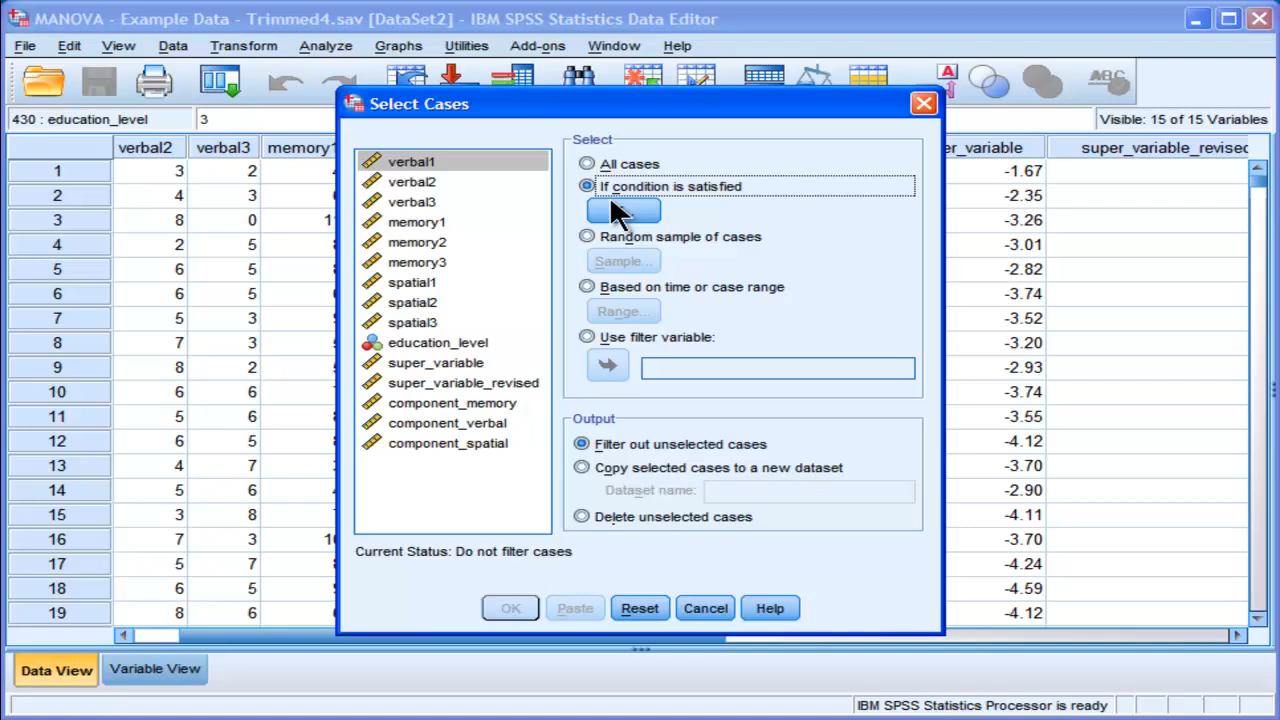 MANOVA - Example Data - Trimmed4.sav [DataSet2] - IBM SPSS Statistics Data Editor
File Edit View Data Transform Analyze Graphs Utilities Add-ons Window Help
A
ABC
430 : education_level 3 Visible: 15 of 15 Variables
Select Cases
verbal2 verbal3 memory1 er_variable super_variable_revised
1 3 2 -1.67
2 4 3 -2.35
3 8 0 -3.26
4 2 5 -3.01
5 6 5 -2.82
6 6 5 -3.74
7 5 3 -3.52
8 7 3 -3.20
9 8 2 -2.93
10 6 6 -3.74
11 5 6 -3.55
12 6 5 -4.12
13 4 7 -3.70
14 5 6 -2.90
15 3 8 -4.11
16 7 3 -3.70
17 5 7 -4.24
18 6 5 -4.59
19 8 6 -4.12
verbal1
verbal2
verbal3
memory1
memory2
memory3
spatial1
spatial2
spatial3
education_level
super_variable
super_variable_revised
component_memory
component_verbal
component_spatial
Select
All cases
If condition is satisfied
Random sample of cases
Sample...
Based on time or case range
Range...
Use filter variable:
Output
Filter out unselected cases
Copy selected cases to a new dataset
Dataset name:
Delete unselected cases
Current Status: Do not filter cases
OK Paste Reset Cancel Help
Data View Variable View
IBM SPSS Statistics Processor is ready